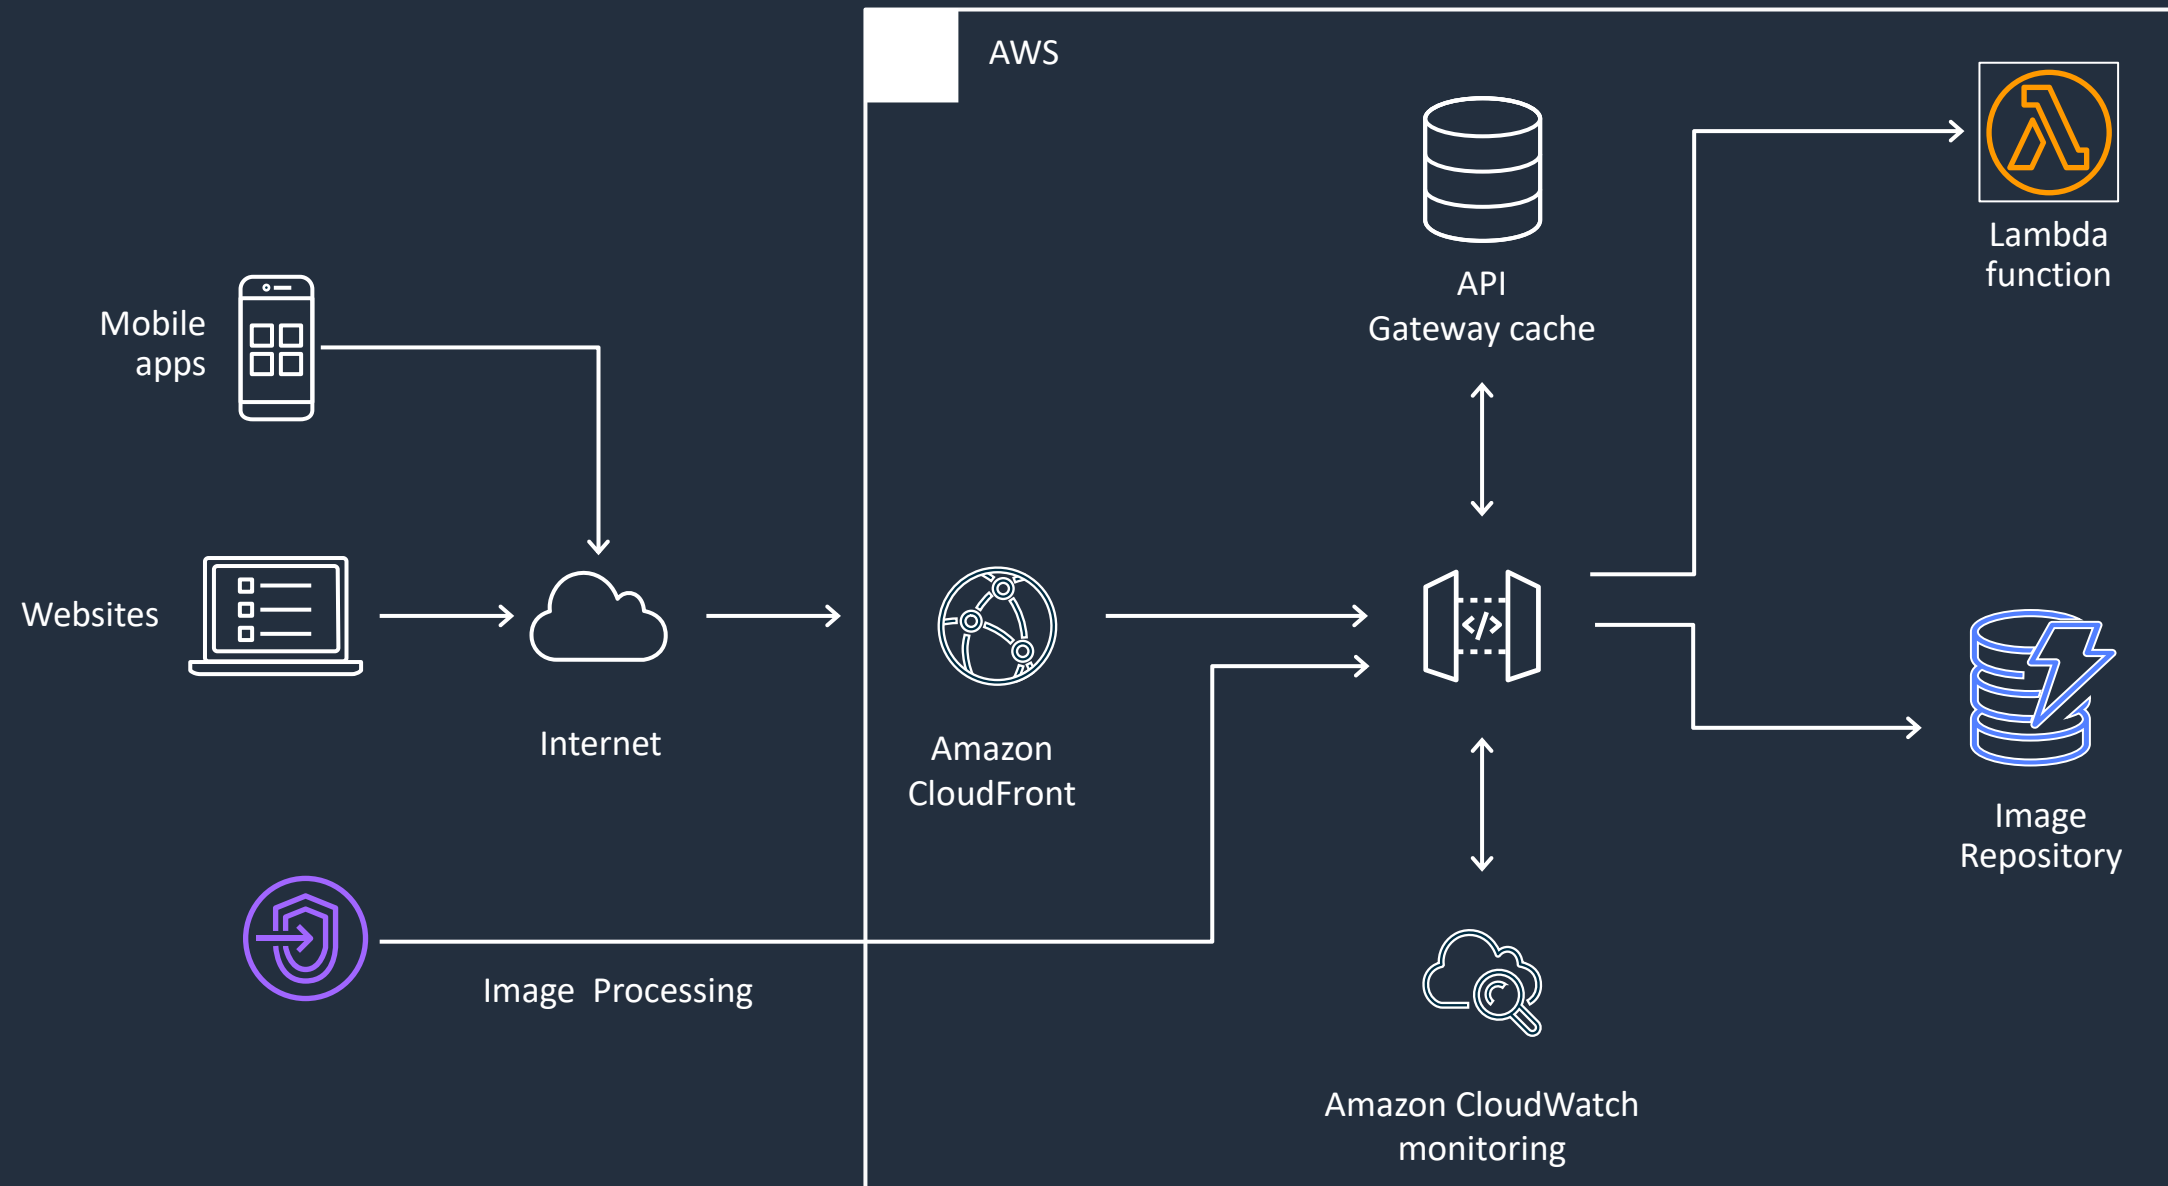 AWS
Lambda
function
API
Gateway cache
Mobile
apps
</>
Websites
Internet
Amazon
CloudFront
Image
Repository
Image  Processing
Amazon CloudWatch
monitoring